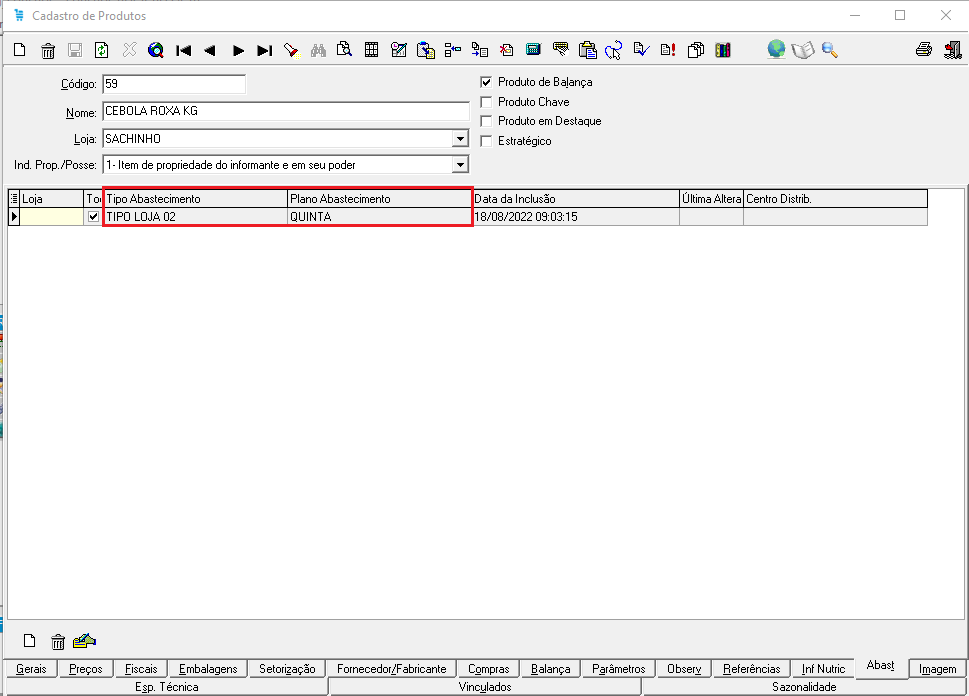 Cadastro de Produtos
Código: 59
Nome: CEBOLA ROXA KG
Loja: SACHINHO
Ind. Prop./Posse: 1- Item de propriedade do informante e em seu poder
Produto de Balança
Produto Chave
Produto em Destaque
Estratégico
Loja To Tipo Abastecimento Plano Abastecimento Data da Inclusão Última Altera Centro Distrib.
TIPO LOJA 02 QUINTA 18/08/2022 09:03:15
Gerais Preços Fiscais Embalagens Setorização Fornecedor/Fabricante Compras Balança Parâmetros Observ Referências Inf Nutric Abast Imagem
Esp. Técnica Vinculados Sazonalidade